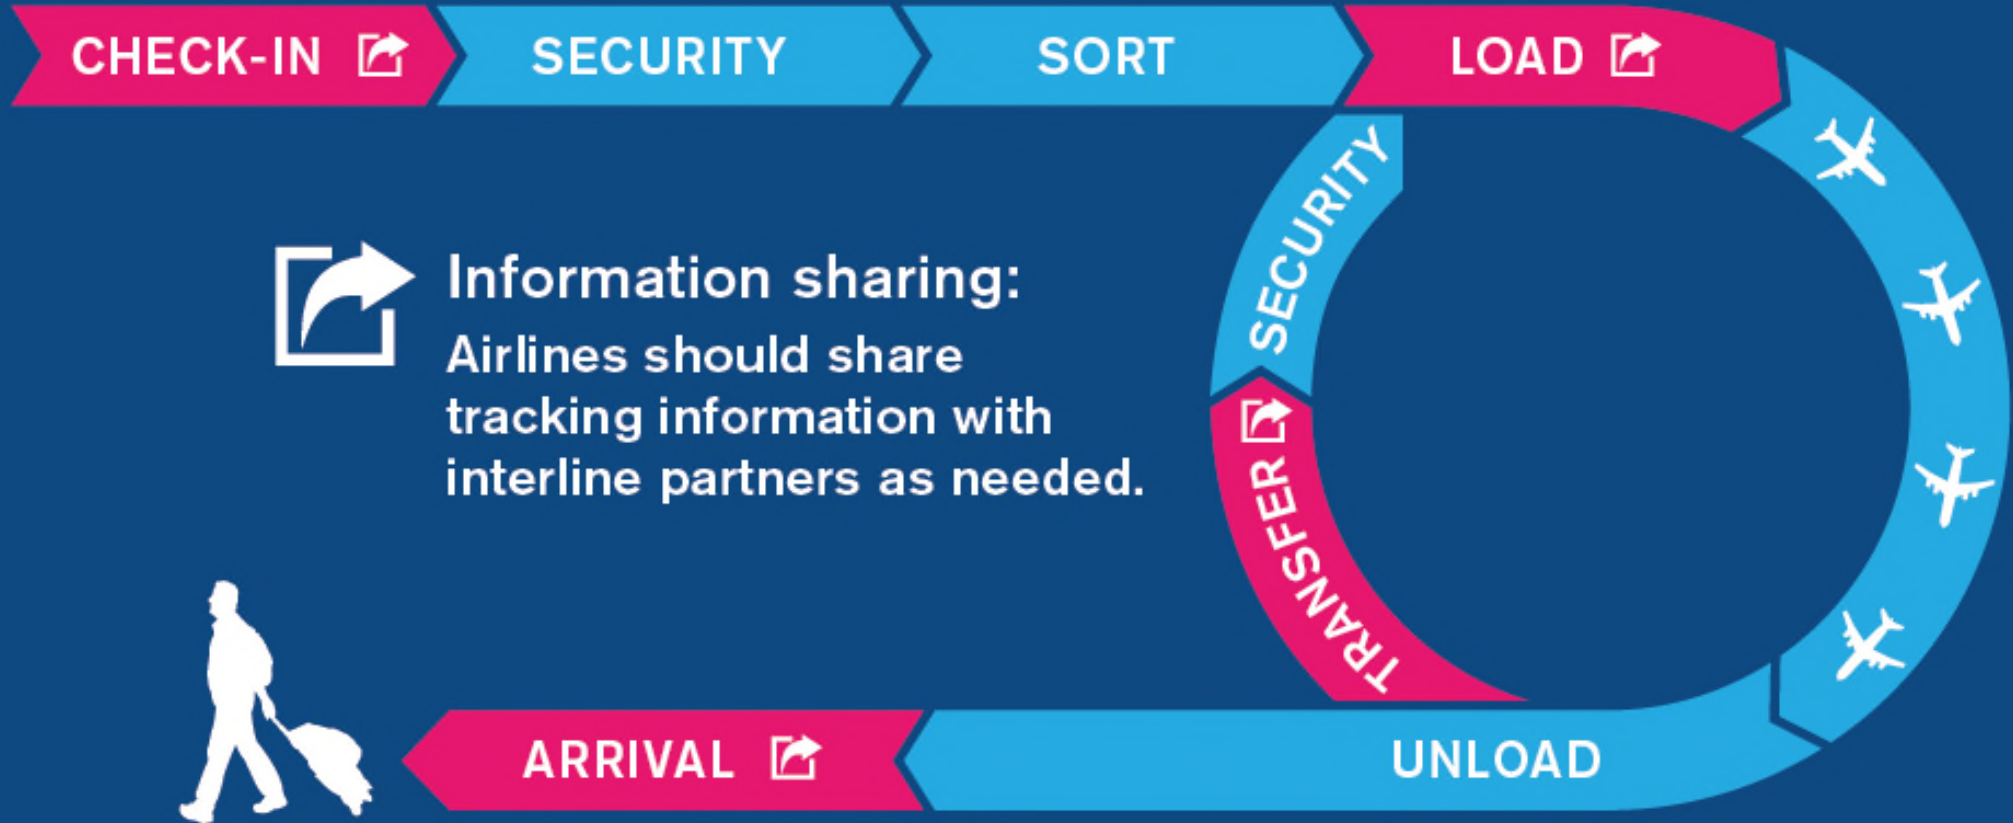 CHECK-IN
SECURITY
SORT
LOAD
SECURITY
TRANSFER
Information sharing:
Airlines should share
tracking information with
interline partners as needed.
UNLOAD
ARRIVAL